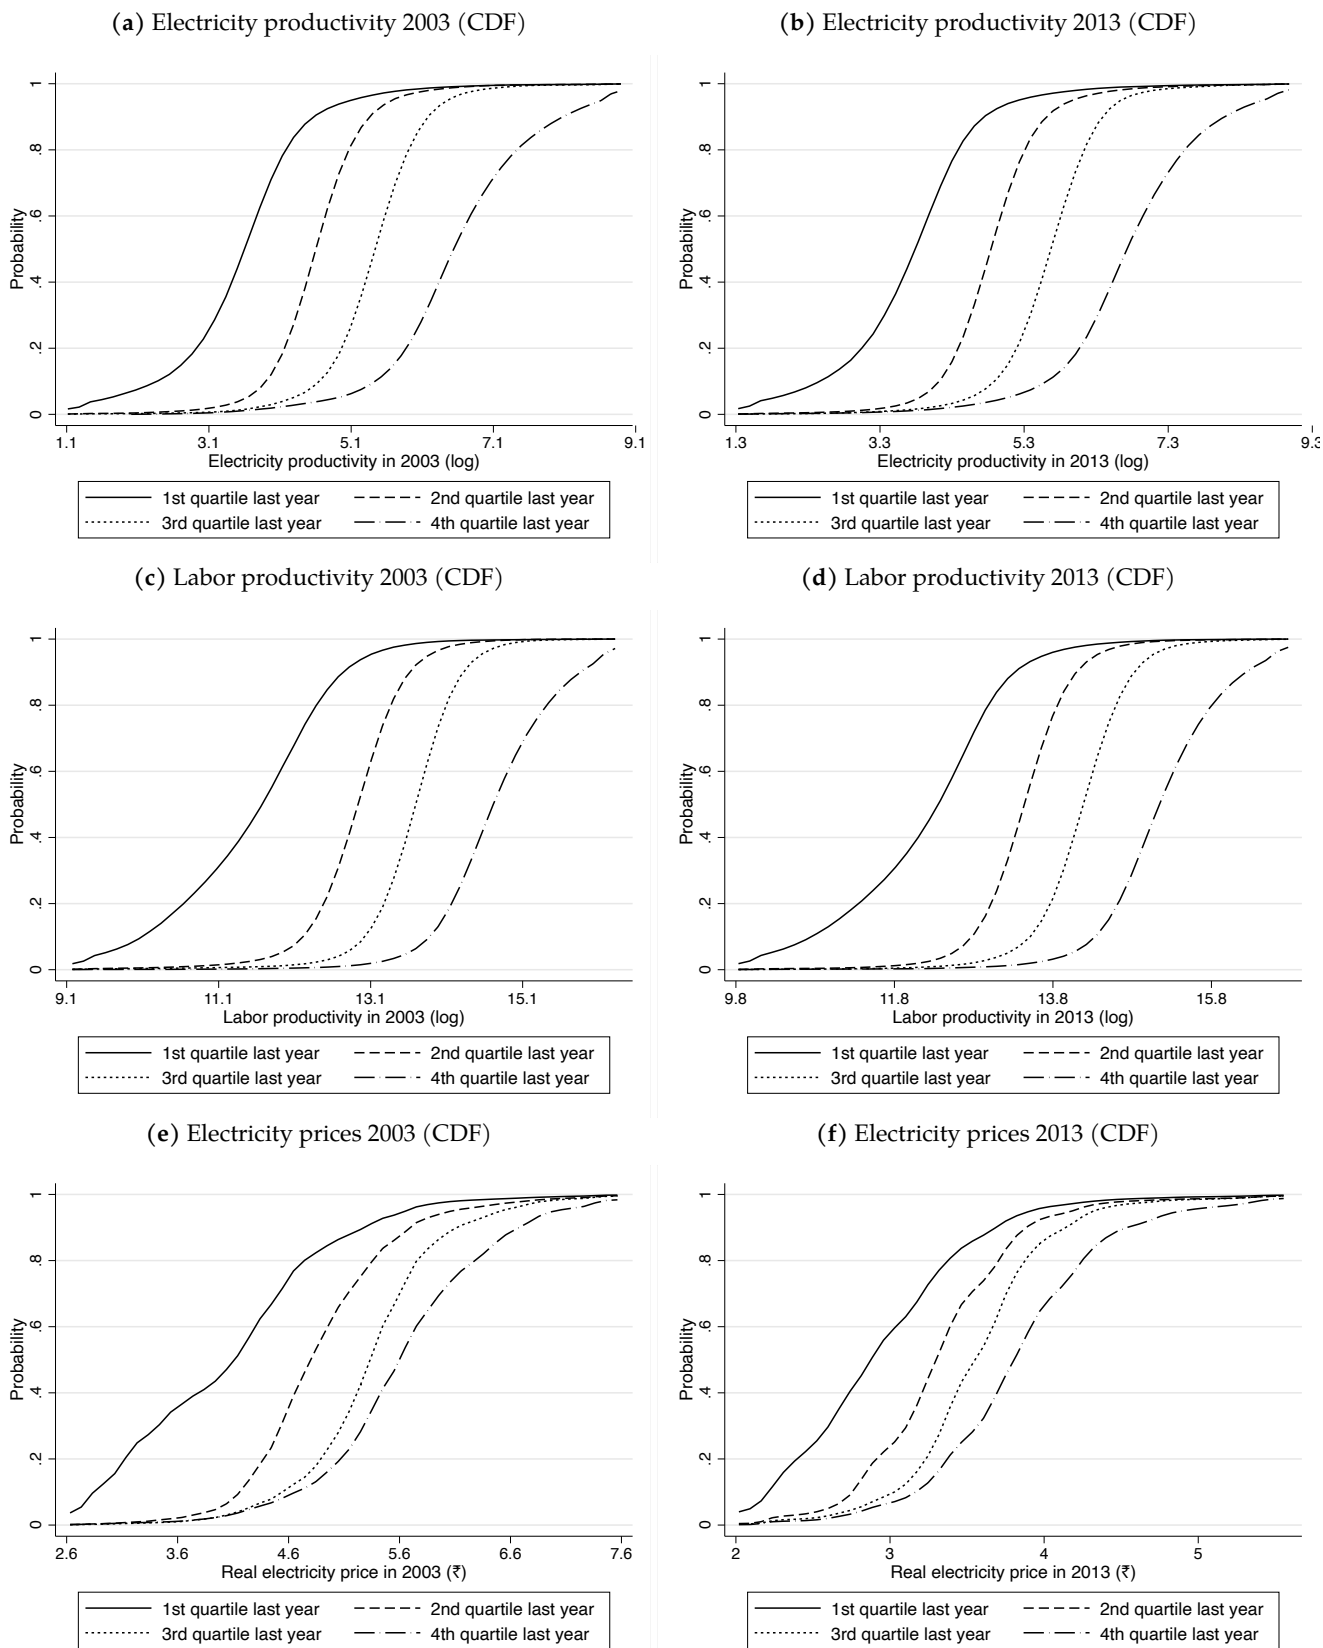 (a) Electricity productivity 2003 (CDF)
(b) Electricity productivity 2013 (CDF)
Probability
0 .2 .4 .6 .8 1
1.1 3.1 5.1 7.1 9.1
Electricity productivity in 2003 (log)
1st quartile last year 2nd quartile last year
3rd quartile last year 4th quartile last year
Probability
0 .2 .4 .6 .8 1
1.3 3.3 5.3 7.3 9.3
Electricity productivity in 2013 (log)
1st quartile last year 2nd quartile last year
3rd quartile last year 4th quartile last year
(c) Labor productivity 2003 (CDF)
(d) Labor productivity 2013 (CDF)
Probability
0 .2 .4 .6 .8 1
9.1 11.1 13.1 15.1
Labor productivity in 2003 (log)
1st quartile last year 2nd quartile last year
3rd quartile last year 4th quartile last year
Probability
0 .2 .4 .6 .8 1
9.8 11.8 13.8 15.8
Labor productivity in 2013 (log)
1st quartile last year 2nd quartile last year
3rd quartile last year 4th quartile last year
(e) Electricity prices 2003 (CDF)
(f) Electricity prices 2013 (CDF)
Probability
0 .2 .4 .6 .8 1
2.6 3.6 4.6 5.6 6.6 7.6
Real electricity price in 2003 (₹)
1st quartile last year 2nd quartile last year
3rd quartile last year 4th quartile last year
Probability
0 .2 .4 .6 .8 1
2 3 4 5
Real electricity price in 2013 (₹)
1st quartile last year 2nd quartile last year
3rd quartile last year 4th quartile last year